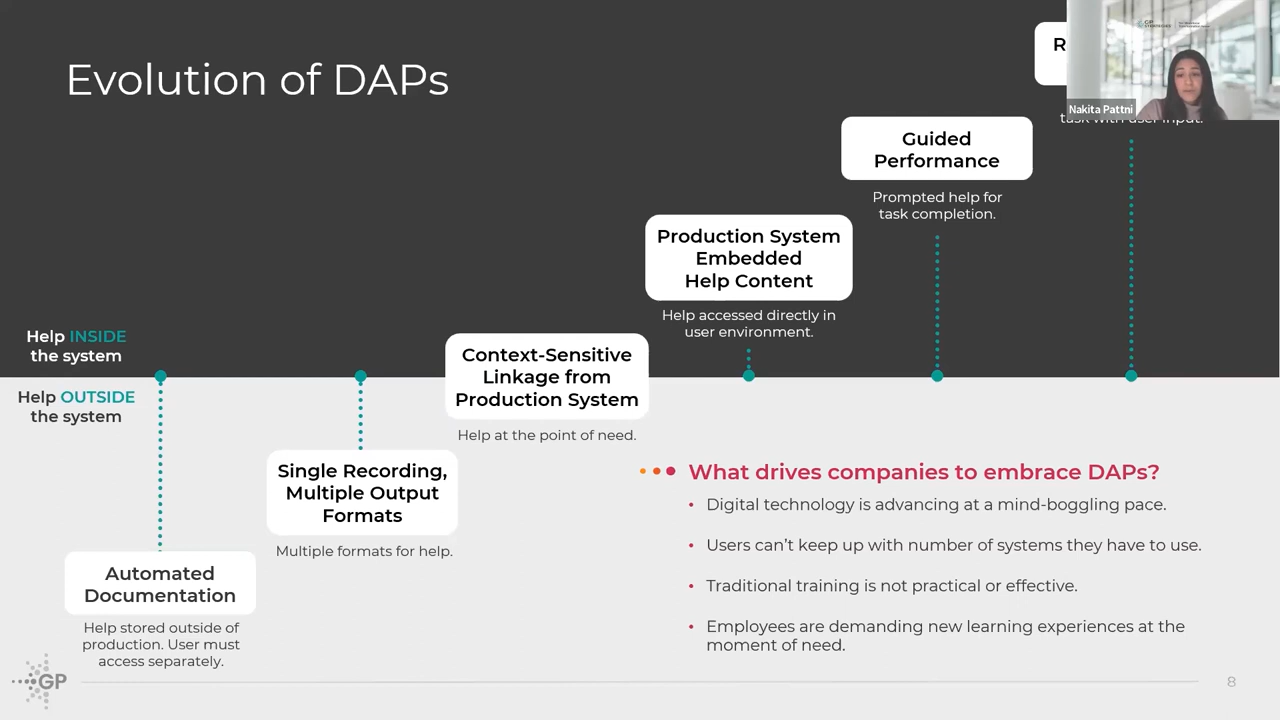 Evolution of DAPs
R
Nakita Pattni
task with user input.
Guided
Performance
Prompted help for
task completion.
Production System
Embedded
Help Content
Help accessed directly in
user environment.
Help INSIDE
the system
Help OUTSIDE
the system
Context-Sensitive
Linkage from
Production System
Help at the point of need.
Single Recording,
Multiple Output
Formats
Multiple formats for help.
Automated
Documentation
Help stored outside of
production. User must
access separately.
What drives companies to embrace DAPs?
• Digital technology is advancing at a mind-boggling pace.
• Users can’t keep up with number of systems they have to use.
• Traditional training is not practical or effective.
• Employees are demanding new learning experiences at the
moment of need.
GP
8